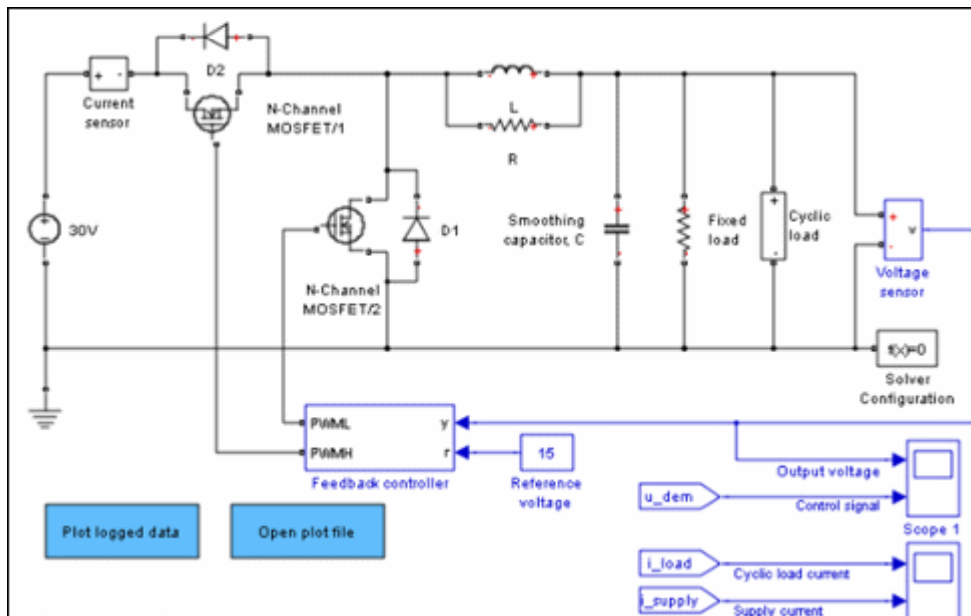 D2
Current
sensor
N-Channel
MOSFET/1
L
R
30V
D1
N-Channel
MOSFET/2
Smoothing
capacitor, C
Fixed
load
Cyclic
load
v
Voltage
sensor
f(x)=0
Solver
Configuration
PWML
y
PWMH
r
Feedback controller
15
Reference
voltage
Output voltage
u_dem
Control signal
Scope 1
Plot logged data
Open plot file
i_load
Cyclic load current
i_supply
Supply current